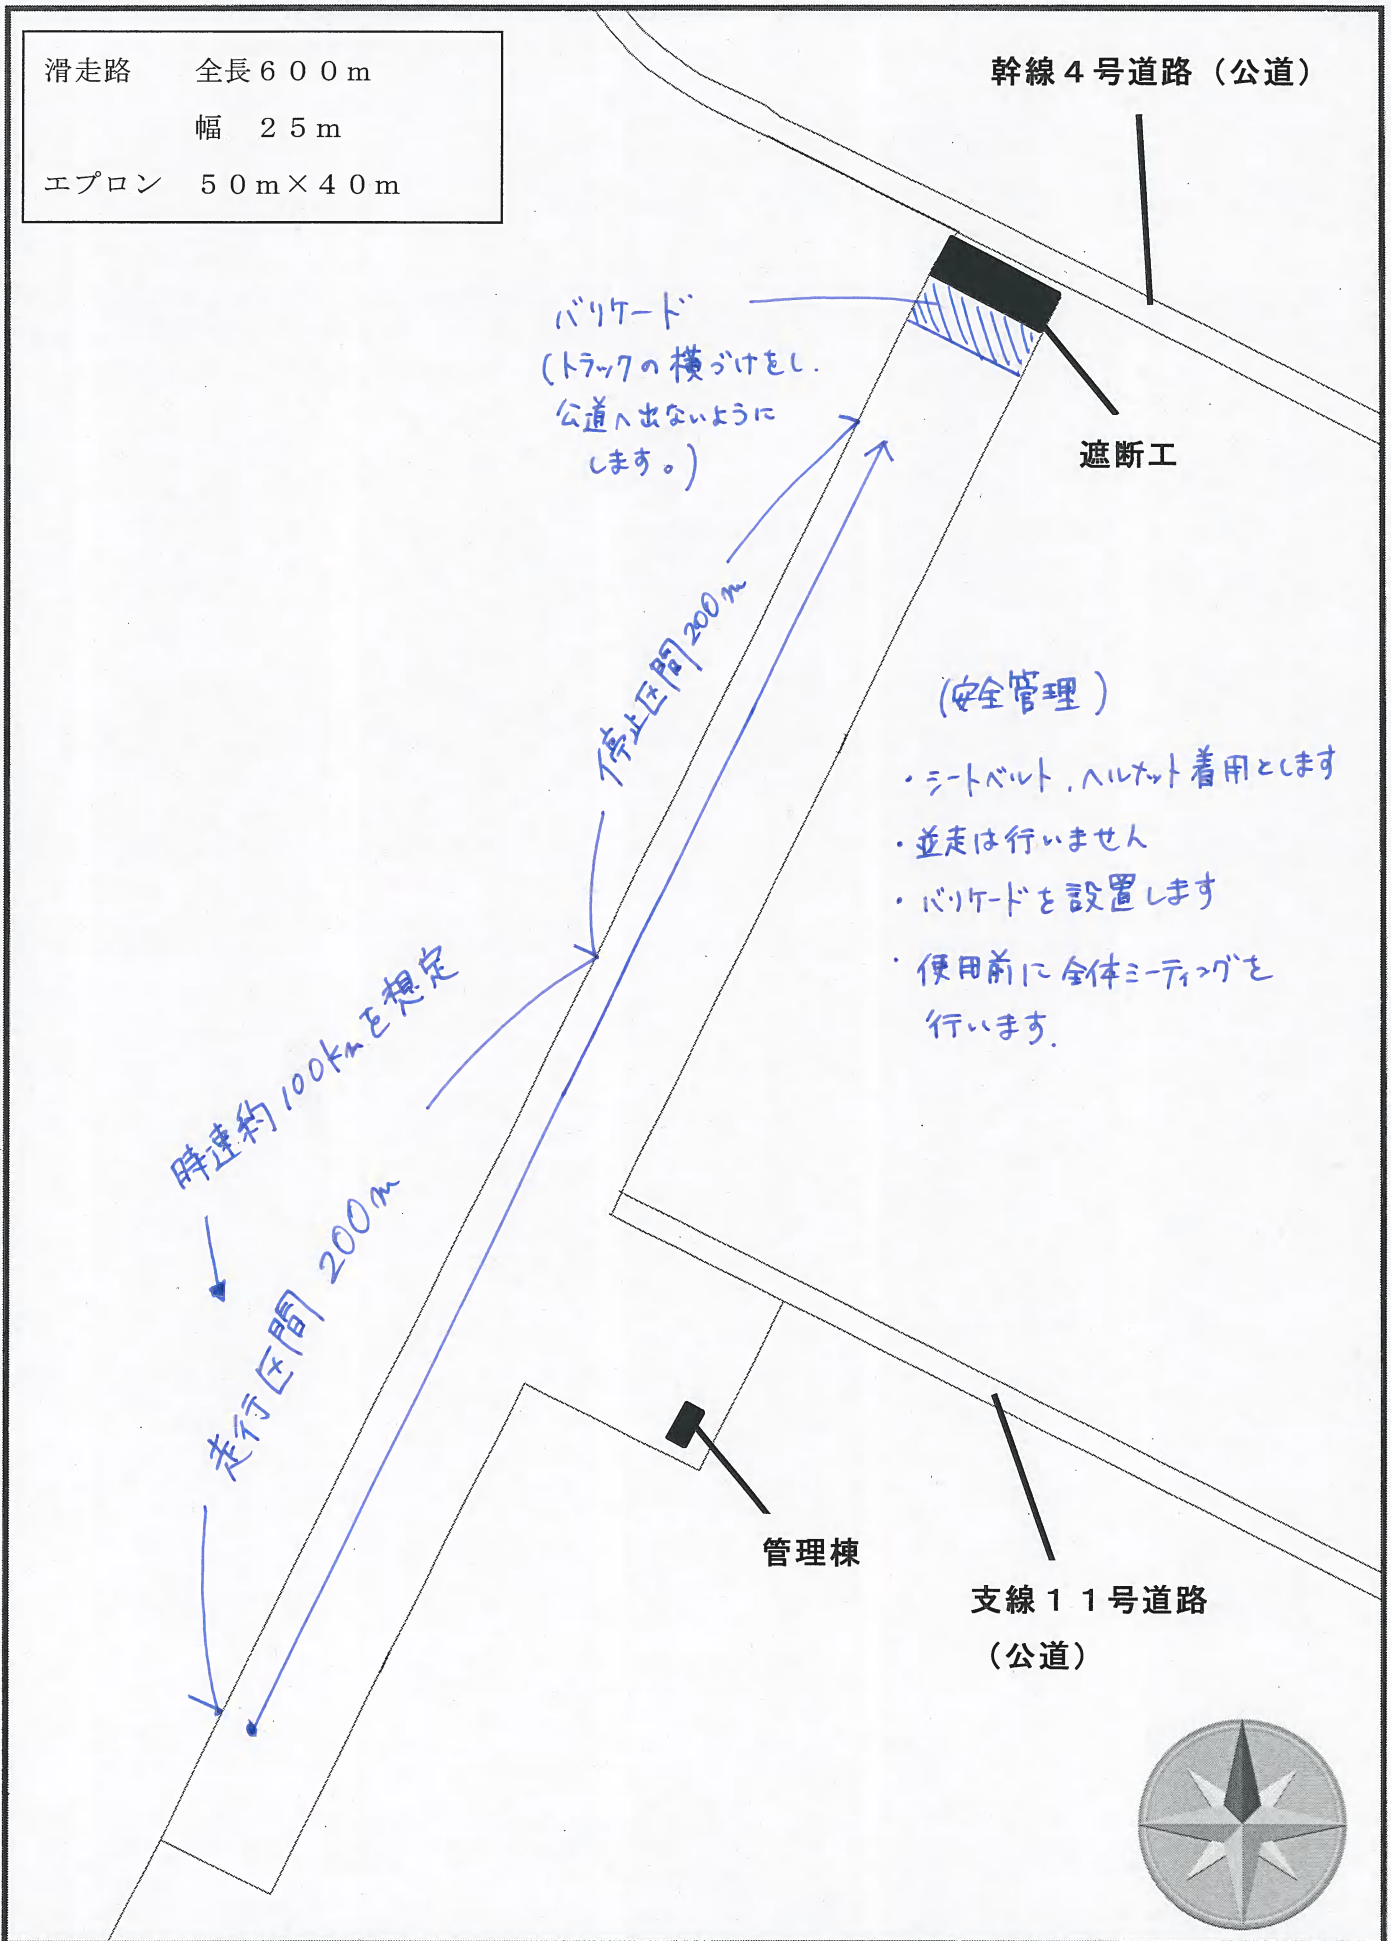 滑走路　全長６００ｍ
幅　２５ｍ
エプロン　５０ｍ×４０ｍ
幹線４号道路（公道）
バリケード
(トラックの横づけをし.
公道へ出ないように
します。)
遮断工
停止区間 200m
(安全管理)
・シートベルト、ヘルメット着用とします
・並走は行いません
・バリケードを設置します
・使用前に全体ミーティングを
行います.
時速約100kmを想定
走行区間 200m
管理棟
支線１１号道路
（公道）